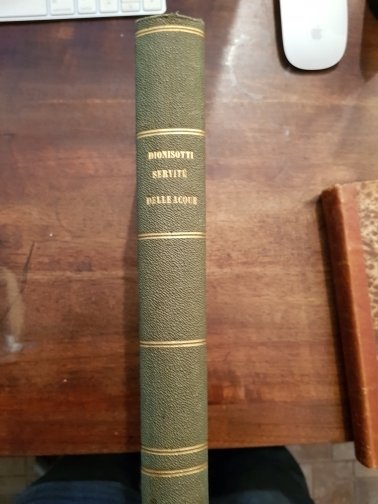 DIONISOTTI
SERVITÙ
DELLE ACQUE